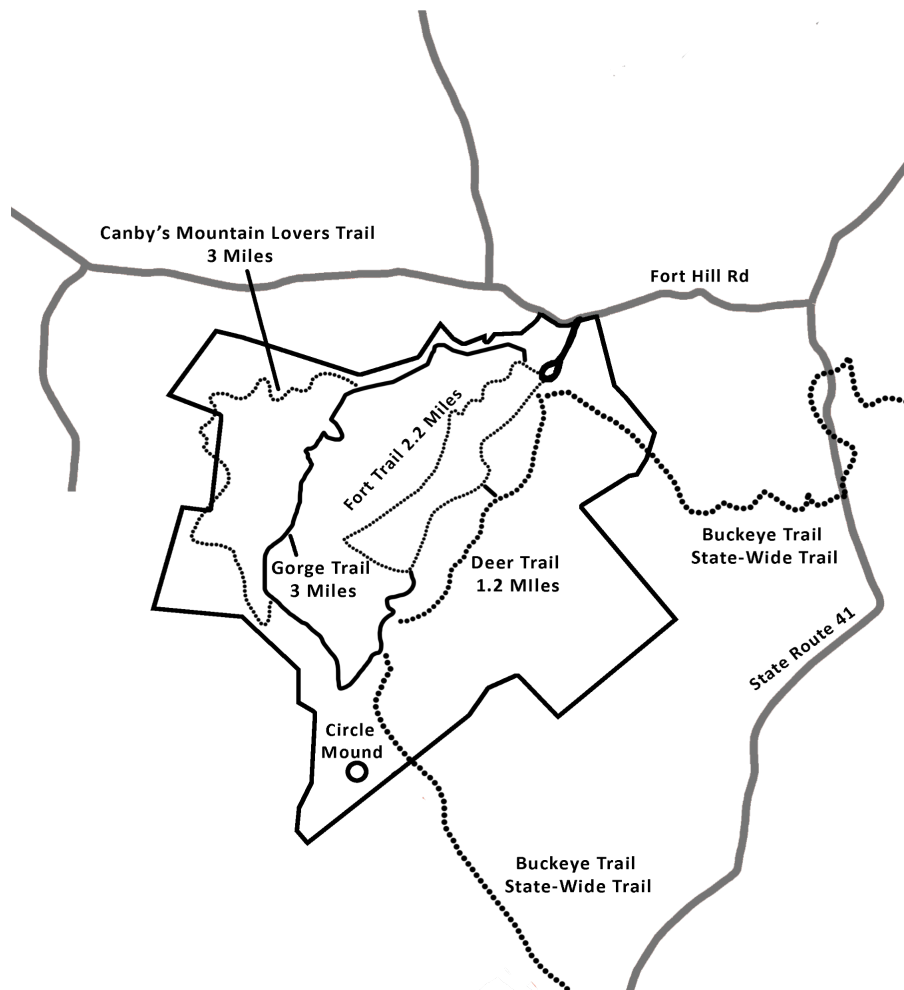 Canby's Mountain Lovers Trail
3 Miles
Fort Hill Rd
Fort Trail 2.2 Miles
Buckeye Trail
State-Wide Trail
Gorge Trail
3 Miles
Deer Trail
1.2 MIles
State Route 41
Circle
Mound
Buckeye Trail
State-Wide Trail